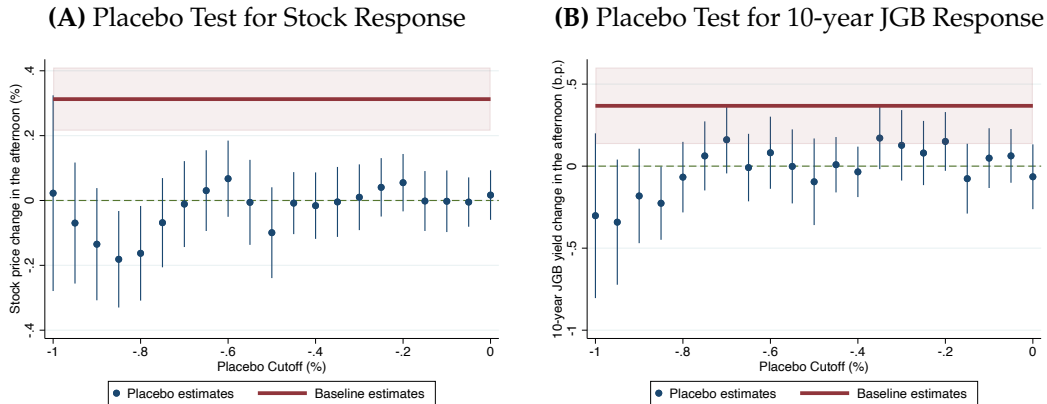 (A) Placebo Test for Stock Response
Stock price change in the afternoon (%)
.4
.2
0
-.2
-.4
-1
-.8
-.6
-.4
-.2
0
Placebo Cutoff (%)
Placebo estimates
Baseline estimates
(B) Placebo Test for 10-year JGB Response
10-year JGB yield change in the afternoon (b.p.)
.5
0
-.5
-1
-1
-.8
-.6
-.4
-.2
0
Placebo Cutoff (%)
Placebo estimates
Baseline estimates